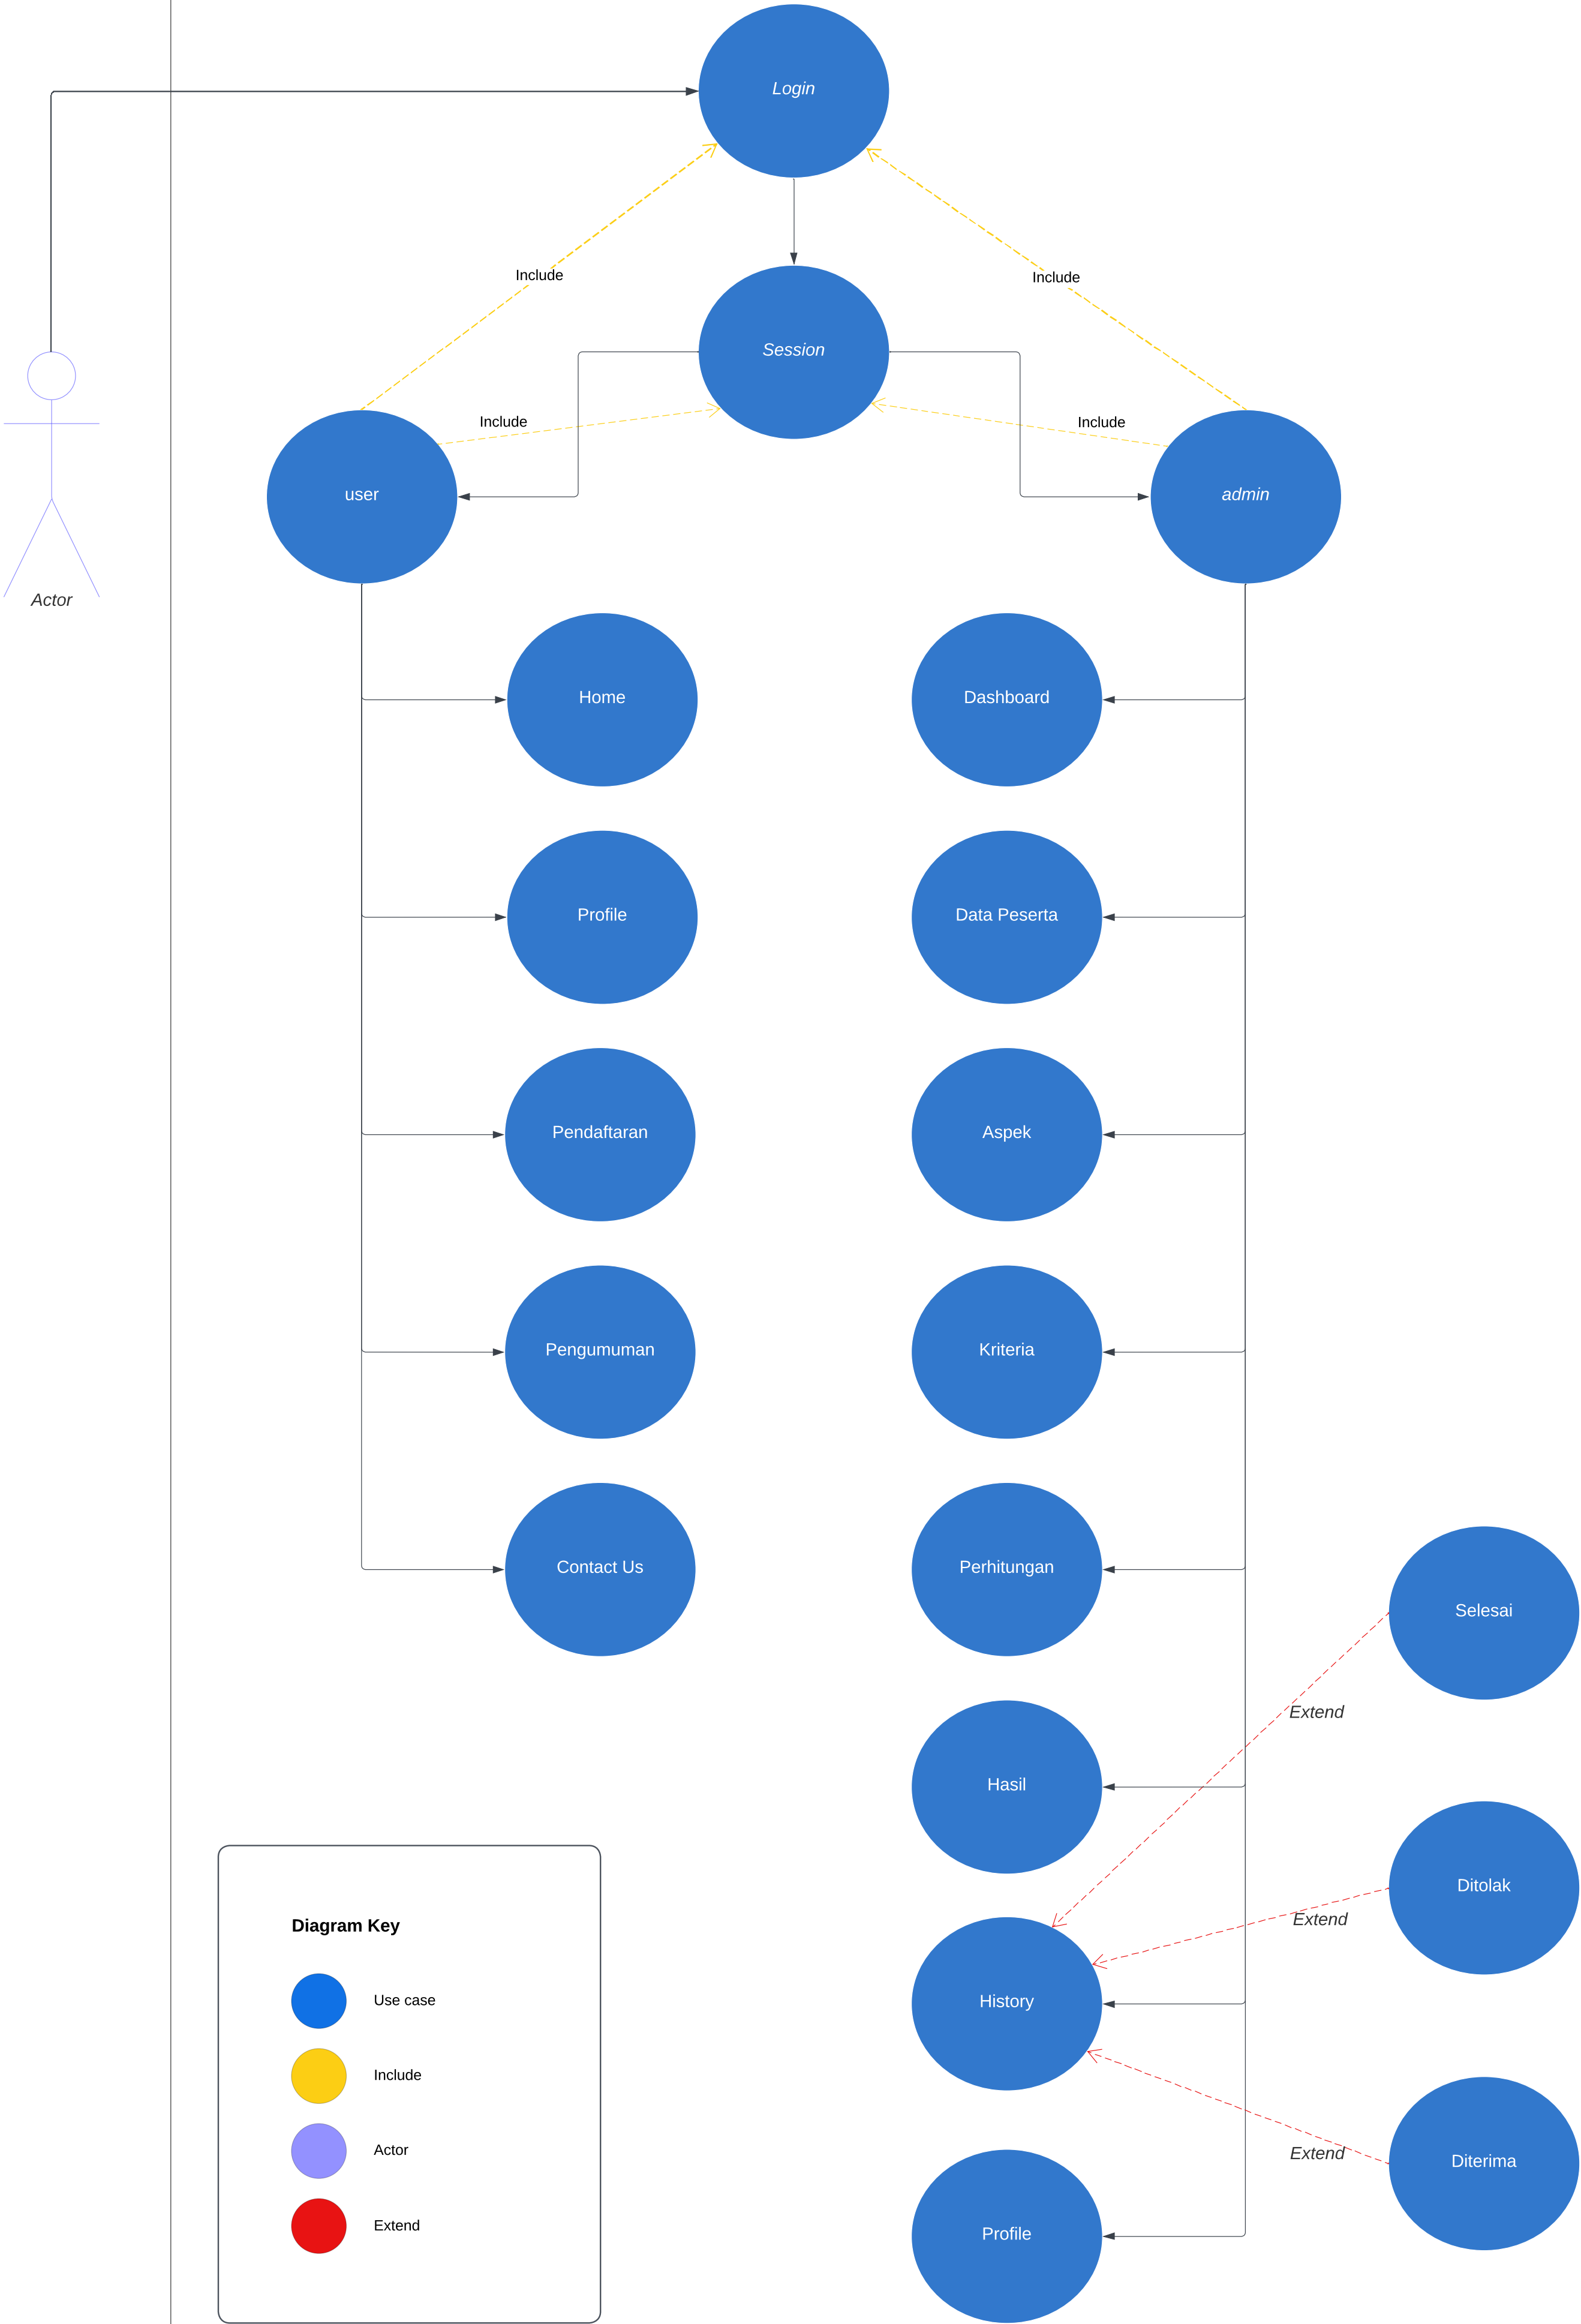 Login
Include
Include
Session
Include
Include
user
admin
Actor
Home
Dashboard
Profile
Data Peserta
Pendaftaran
Aspek
Pengumuman
Kriteria
Contact Us
Perhitungan
Selesai
Extend
Hasil
Ditolak
Extend
History
Extend
Diterima
Profile
Diagram Key
Use case
Include
Actor
Extend